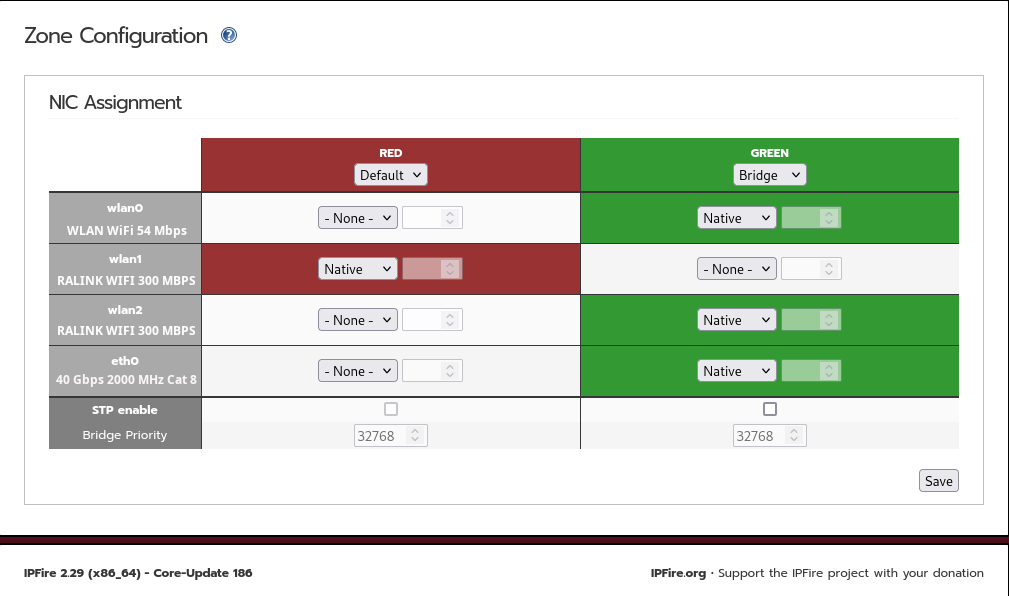 Zone Configuration ?
NIC Assignment
RED GREEN
Default Bridge
wlan0
WLAN WiFi 54 Mbps
- None - Native
wlan1
RALINK WIFI 300 MBPS
Native - None -
wlan2
RALINK WIFI 300 MBPS
- None - Native
eth0
40 Gbps 2000 MHz Cat 8
- None - Native
STP enable
Bridge Priority 32768 32768
Save
IPFire 2.29 (x86_64) - Core-Update 186 IPFire.org • Support the IPFire project with your donation